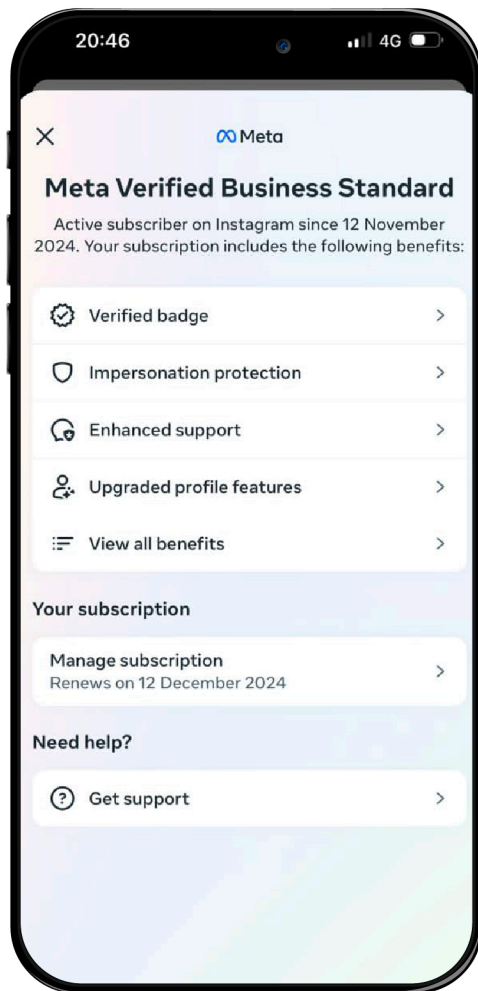 20:46
4G
Meta
Meta Verified Business Standard
Active subscriber on Instagram since 12 November
2024. Your subscription includes the following benefits:
Verified badge
Impersonation protection
Enhanced support
Upgraded profile features
View all benefits
Your subscription
Manage subscription
Renews on 12 December 2024
Need help?
Get support